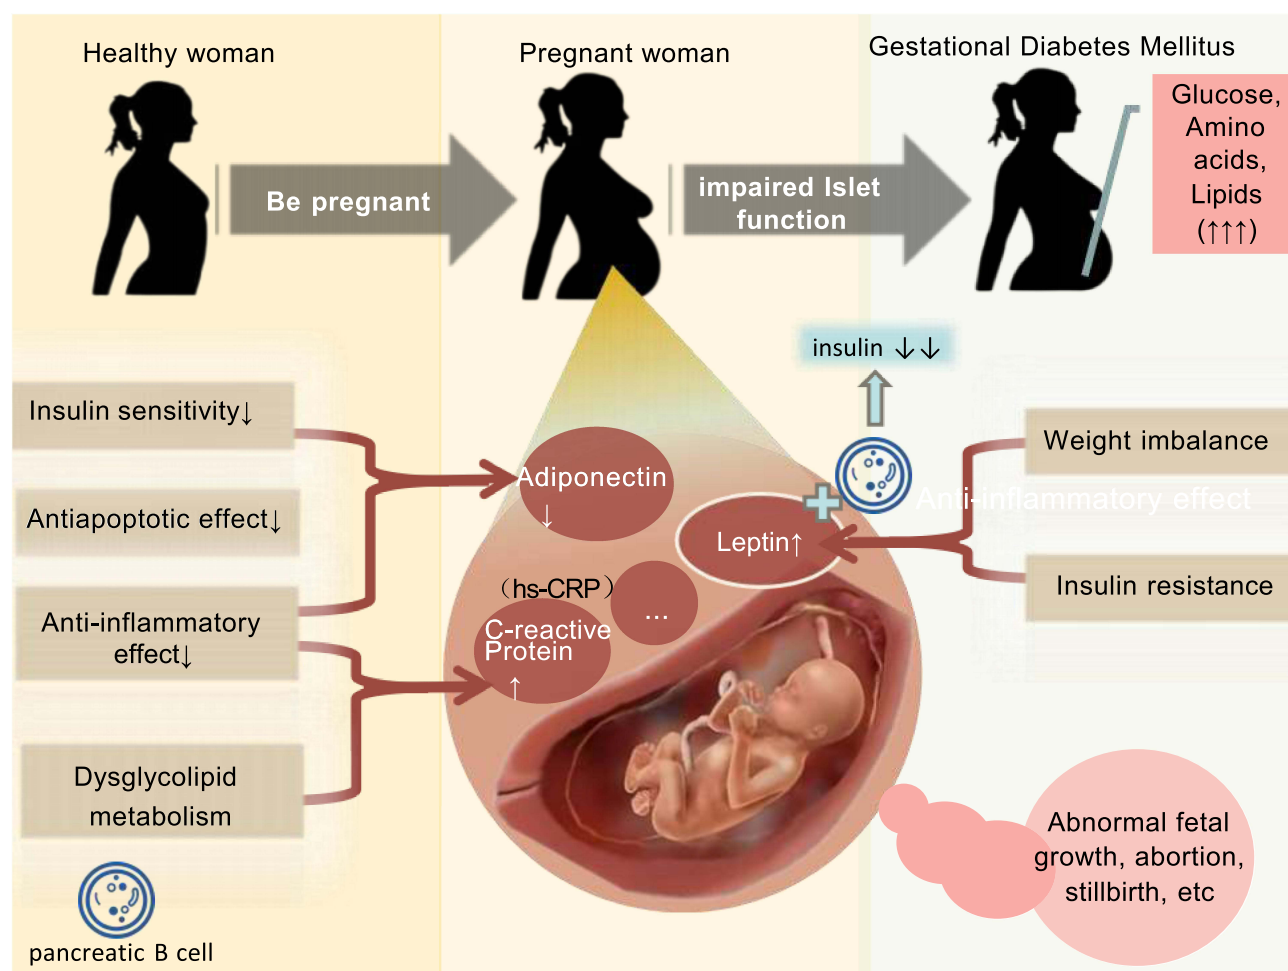 Healthy woman
Pregnant woman
Gestational Diabetes Mellitus
Glucose,
Amino
acids,
Lipids
(↑↑↑)
Be pregnant
impaired Islet
function
insulin ↓↓
Insulin sensitivity↓
Antiapoptotic effect↓
Anti-inflammatory
effect↓
Dysglycolipid
metabolism
pancreatic B cell
Adiponectin
↓
Leptin↑
(hs-CRP)
C-reactive
Protein
↑
...
Weight imbalance
Anti-inflammatory effect
Insulin resistance
Abnormal fetal
growth, abortion,
stillbirth, etc